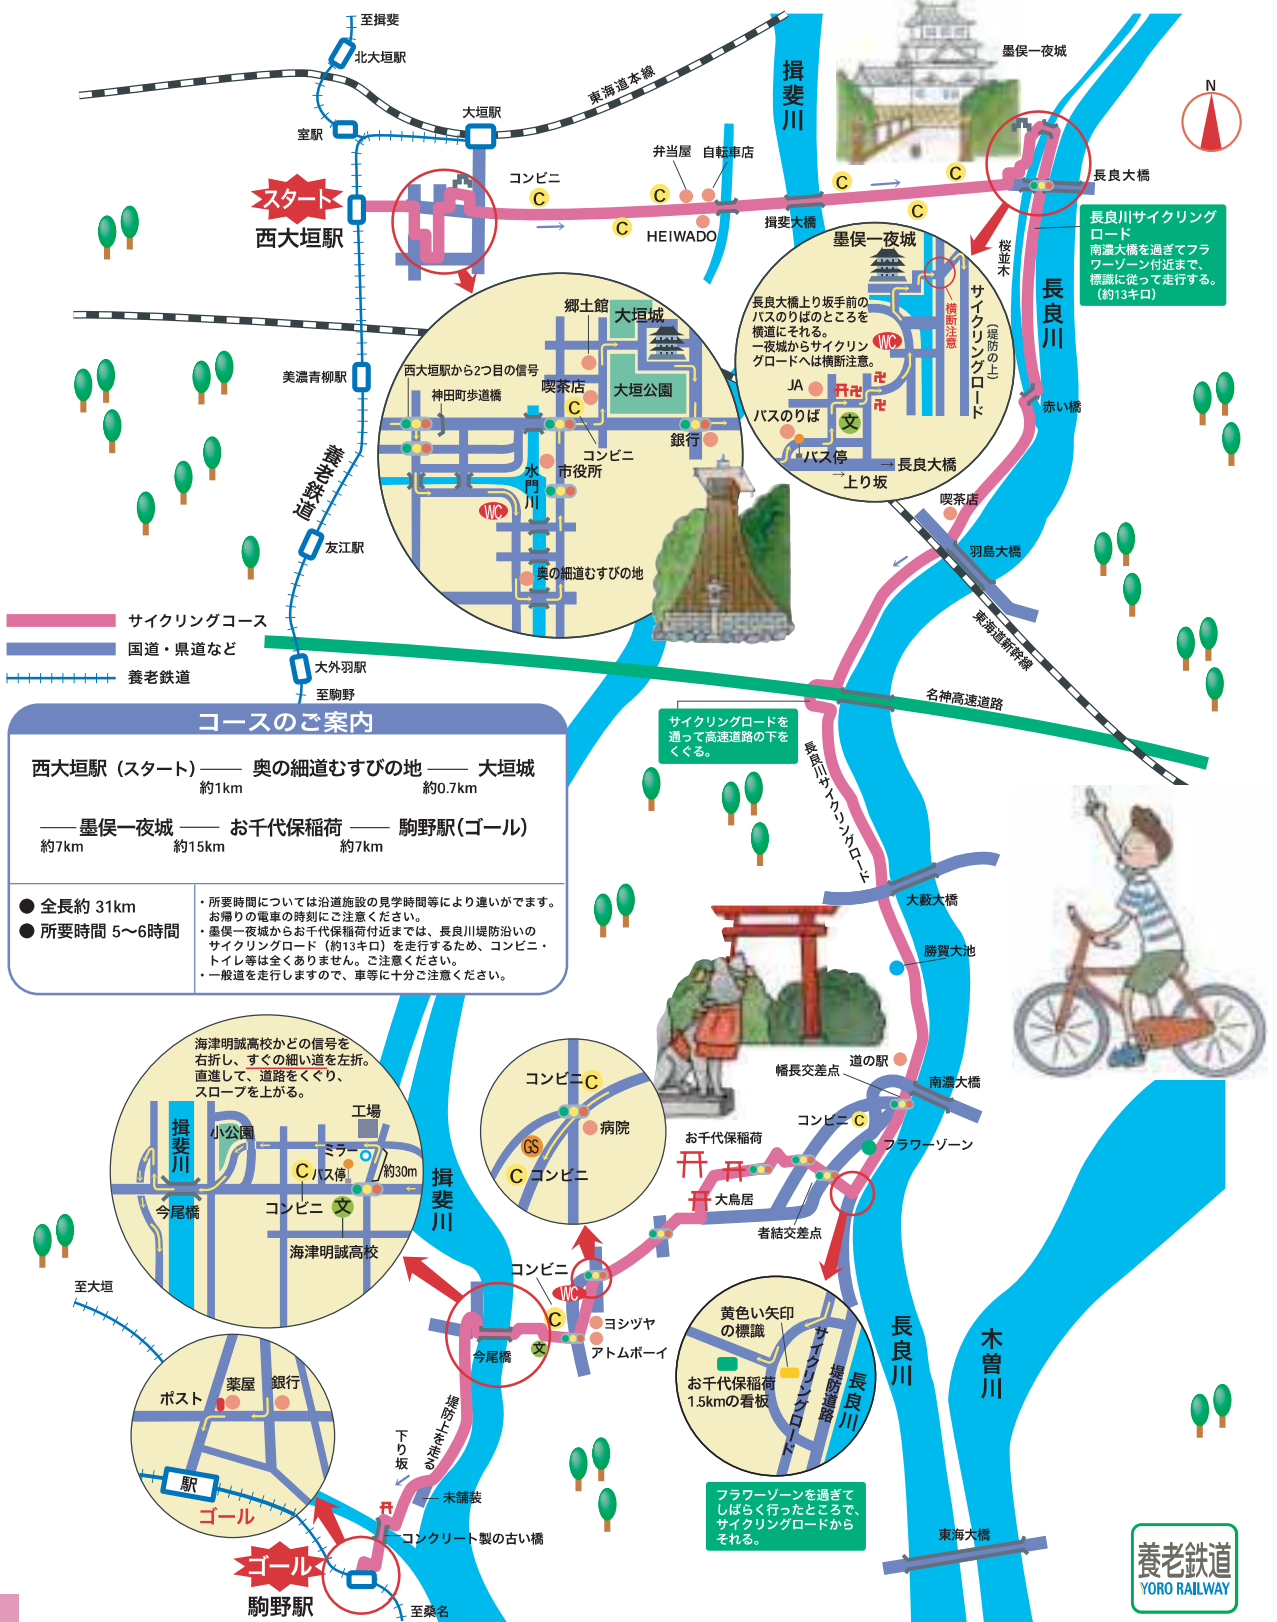 至揖斐
北大垣駅
東海道本線
大垣駅
室駅
スタート
西大垣駅
コンビニ
C
C
C
弁当屋
自転車店
HEIWADO
揖斐川
揖斐大橋
C
C
C
墨俣一夜城
N
長良大橋
長良川サイクリング
ロード
南濃大橋を過ぎてフラ
ワーゾーン付近まで、
標識に従って走行する。
（約13キロ）
桜並木
長良川
赤い橋
喫茶店
羽島大橋
東海道新幹線
墨俣一夜城
長良大橋上り坂手前の
バスのりばのところを
横道にそれる。
一夜城からサイクリン
グロードへは横断注意。
WC
横断注意
サイクリングロード
（堤防の上）
JA
バスのりば
文
バス停
→長良大橋
→上り坂
郷土館
大垣城
西大垣駅から2つ目の信号
神田町歩道橋
喫茶店
C
大垣公園
コンビニ
銀行
水門川
市役所
WC
奥の細道むすびの地
美濃青柳駅
養老鉄道
友江駅
大外羽駅
至駒野
サイクリングコース
国道・県道など
養老鉄道
名神高速道路
サイクリングロードを
通って高速道路の下を
くぐる。
長良川サイクリングロード
コースのご案内
西大垣駅（スタート）―― 奥の細道むすびの地 ―― 大垣城
約1km
約0.7km
――墨俣一夜城 ―― お千代保稲荷 ―― 駒野駅（ゴール）
約7km
約15km
約7km
● 全長約 31km
● 所要時間 5〜6時間
・所要時間については沿道施設の見学時間等により違いがでます。
お帰りの電車の時刻にご注意ください。
・墨俣一夜城からお千代保稲荷付近までは、長良川堤防沿いの
サイクリングロード（約13キロ）を走行するため、コンビニ・
トイレ等は全くありません。ご注意ください。
・一般道を走行しますので、車等に十分ご注意ください。
大藪大橋
勝賀大池
道の駅
幡長交差点
南濃大橋
コンビニ
C
フラワーゾーン
お千代保稲荷
大鳥居
者結交差点
海津明誠高校かどの信号を
右折し、すぐの細い道を左折。
直進して、道路をくぐり、
スロープを上がる。
工場
揖斐川
小公園
ミラー
C
バス停
約30m
今尾橋
コンビニ
文
海津明誠高校
揖斐川
コンビニ
C
GS
病院
C
コンビニ
コンビニ
WC
C
ヨシヅヤ
文
アトムボーイ
今尾橋
至大垣
ポスト
薬屋
銀行
駅
ゴール
堤防上を走る
下り坂
未舗装
コンクリート製の古い橋
ゴール
駒野駅
至桑名
黄色い矢印
の標識
お千代保稲荷
1.5kmの看板
サイクリングロード
堤防道路
長良川
フラワーゾーンを過ぎて
しばらく行ったところで、
サイクリングロードから
それる。
長良川
木曽川
東海大橋
養老鉄道
YORO RAILWAY